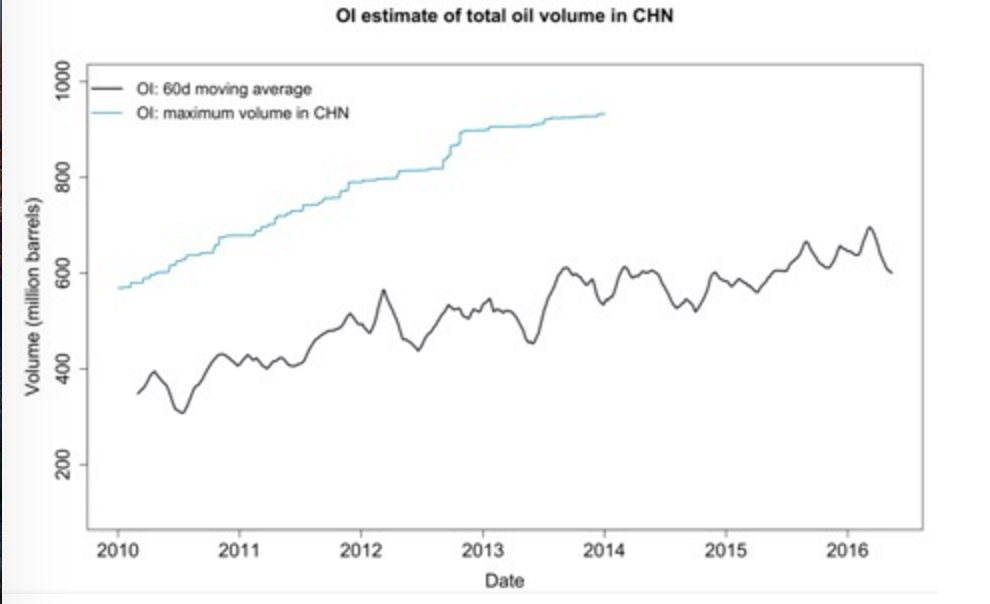 OI estimate of total oil volume in CHN
OI: 60d moving average
OI: maximum volume in CHN
Volume (million barrels)
1000
800
600
400
200
2010 2011 2012 2013 2014 2015 2016
Date